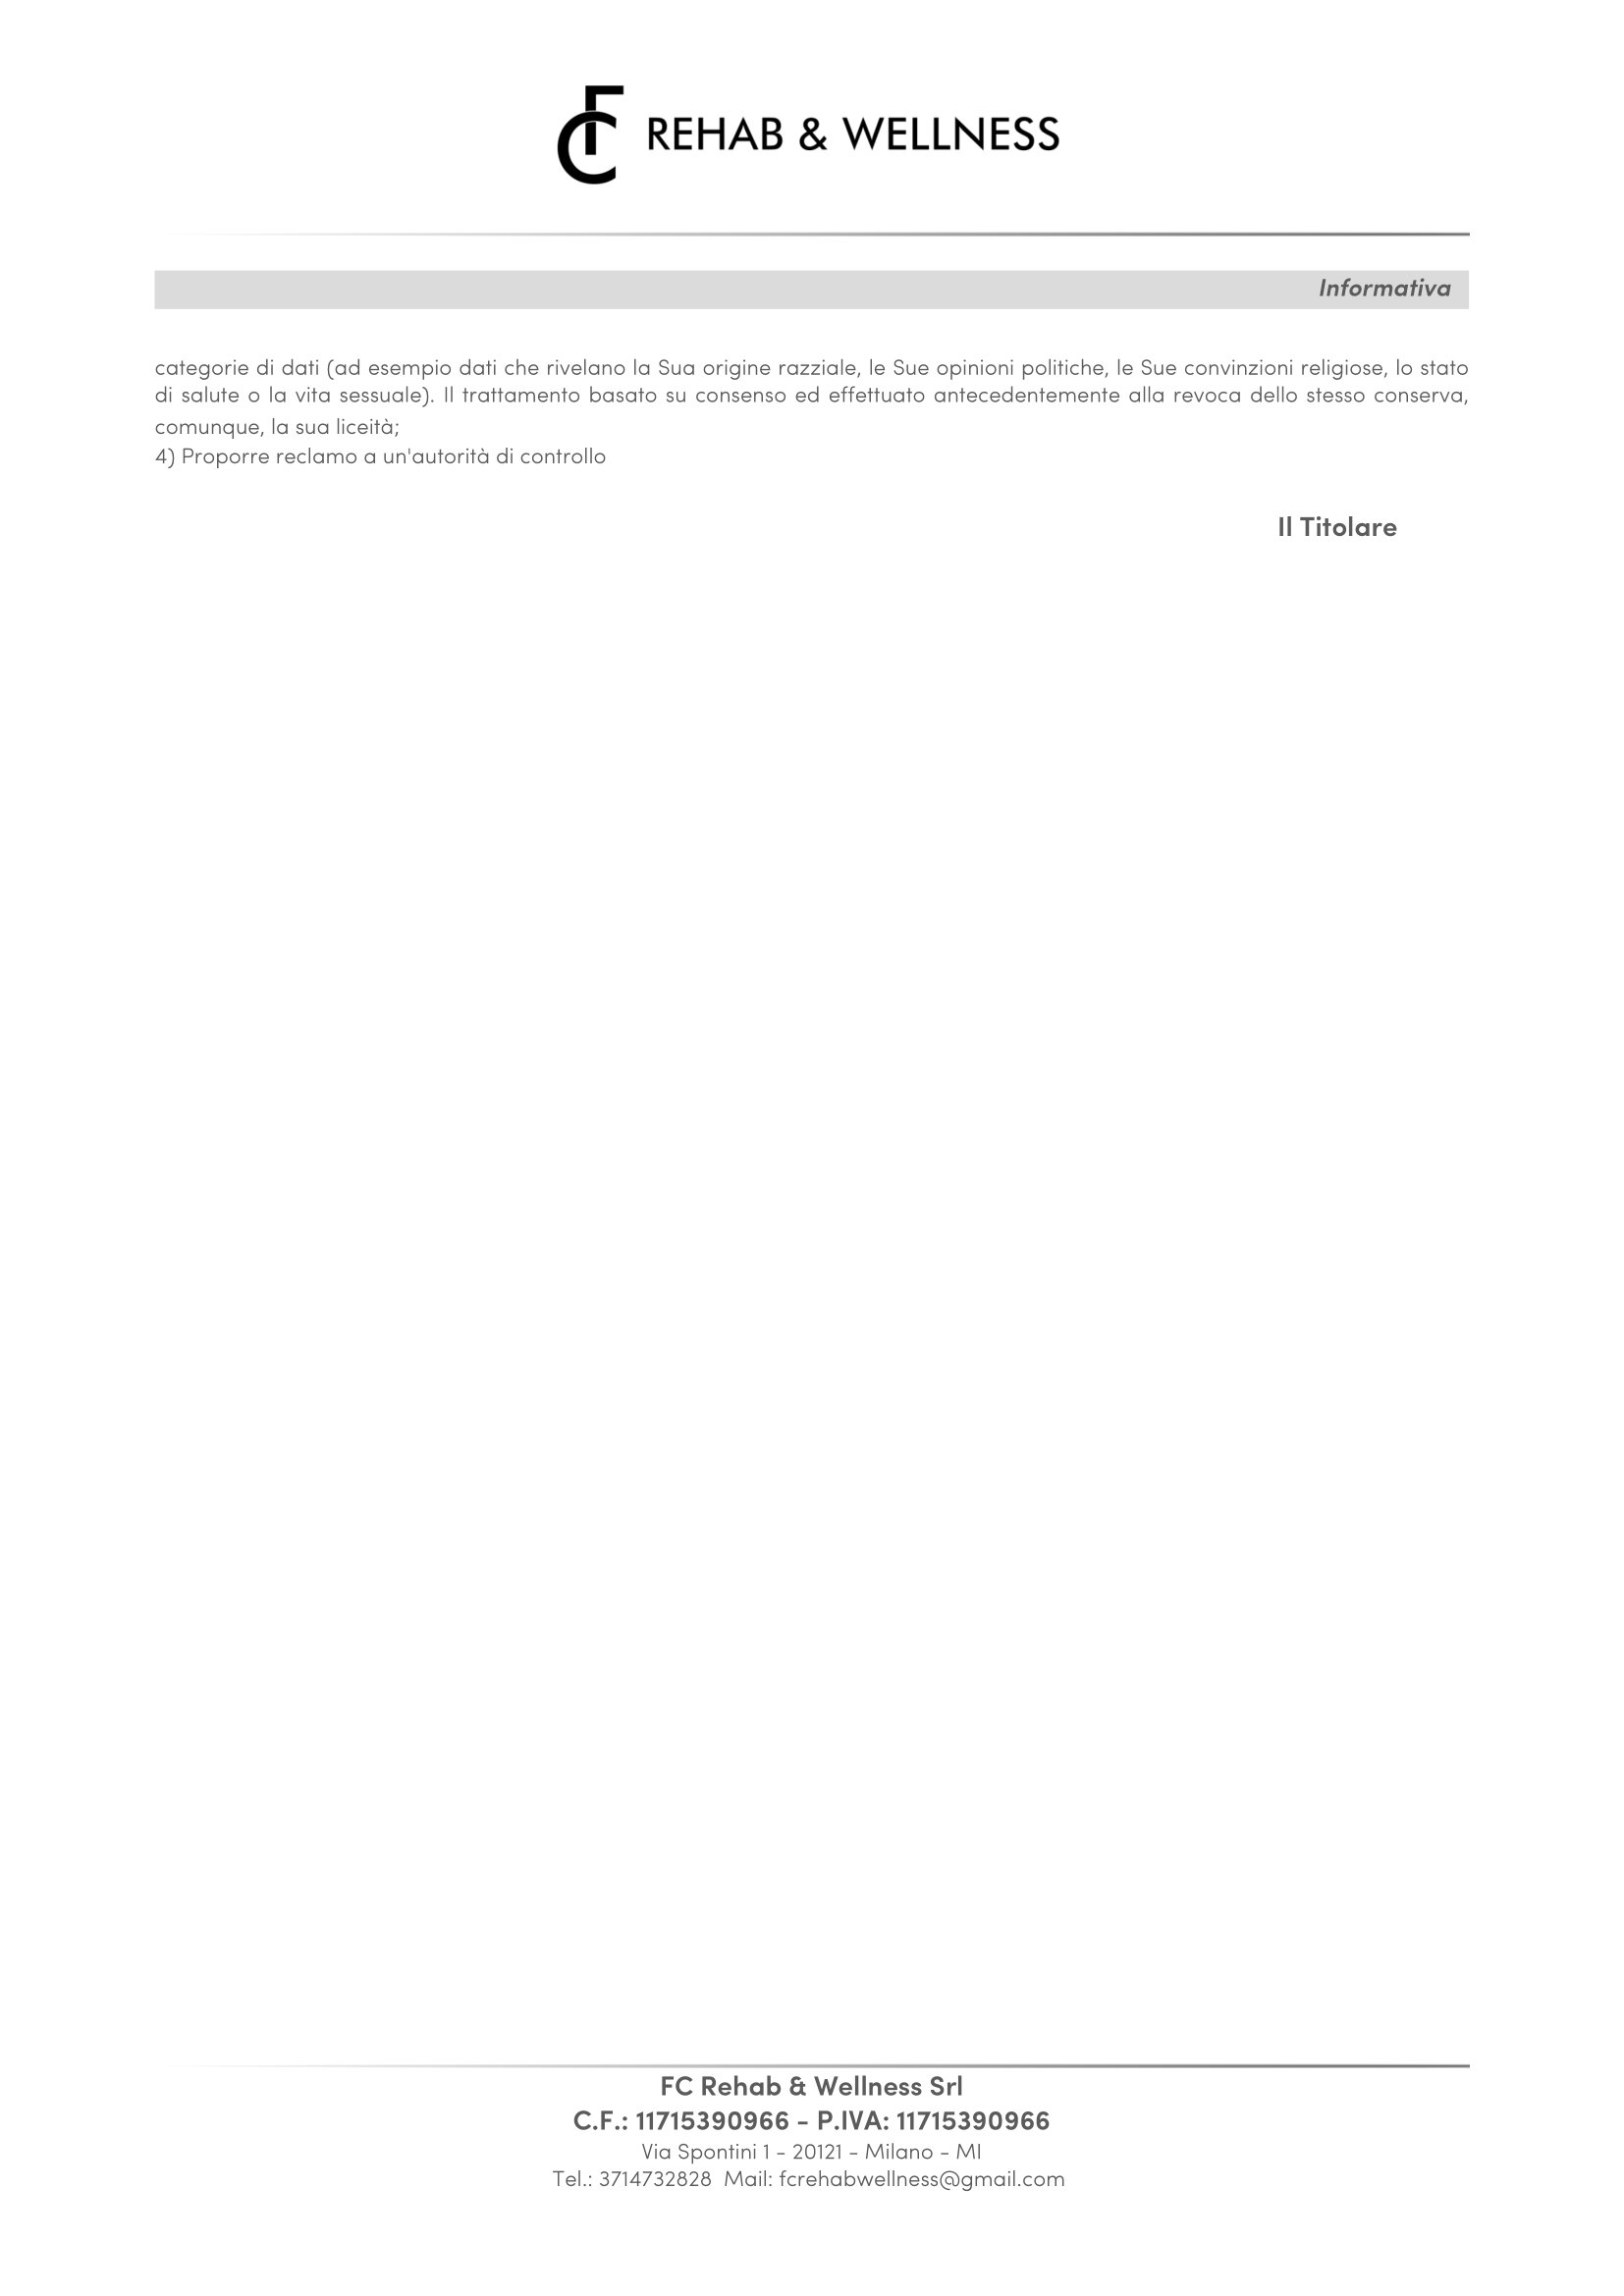 FC REHAB & WELLNESS
Informativa
categorie di dati (ad esempio dati che rivelano la Sua origine razziale, le Sue opinioni politiche, le Sue convinzioni religiose, lo stato
di salute o la vita sessuale). Il trattamento basato su consenso ed effettuato antecedentemente alla revoca dello stesso conserva,
comunque, la sua liceità;
4) Proporre reclamo a un'autorità di controllo
Il Titolare
FC Rehab & Wellness Srl
C.F.: 11715390966 - P.IVA: 11715390966
Via Spontini 1 - 20121 - Milano - MI
Tel.: 3714732828 Mail: fcrehabwellness@gmail.com